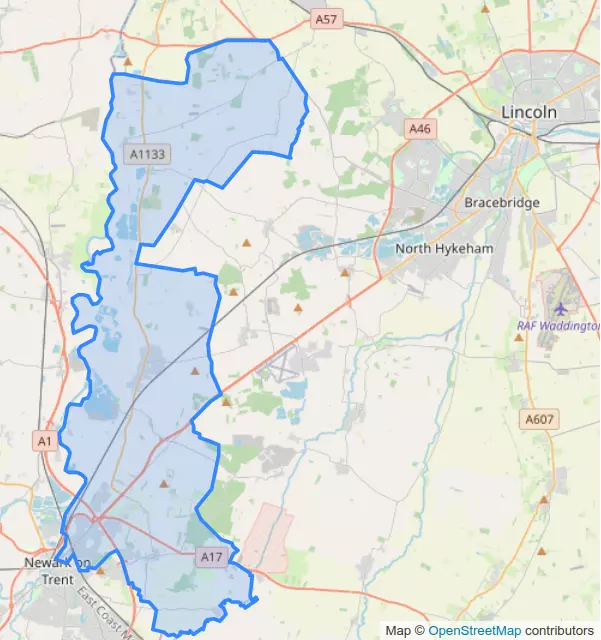 A57
Lincoln
A46
A1133
Bracebridge
North Hykeham
RAF Waddington
A607
A1
A17
Newark on
Trent
East Coast M
Map © OpenStreetMap contributors